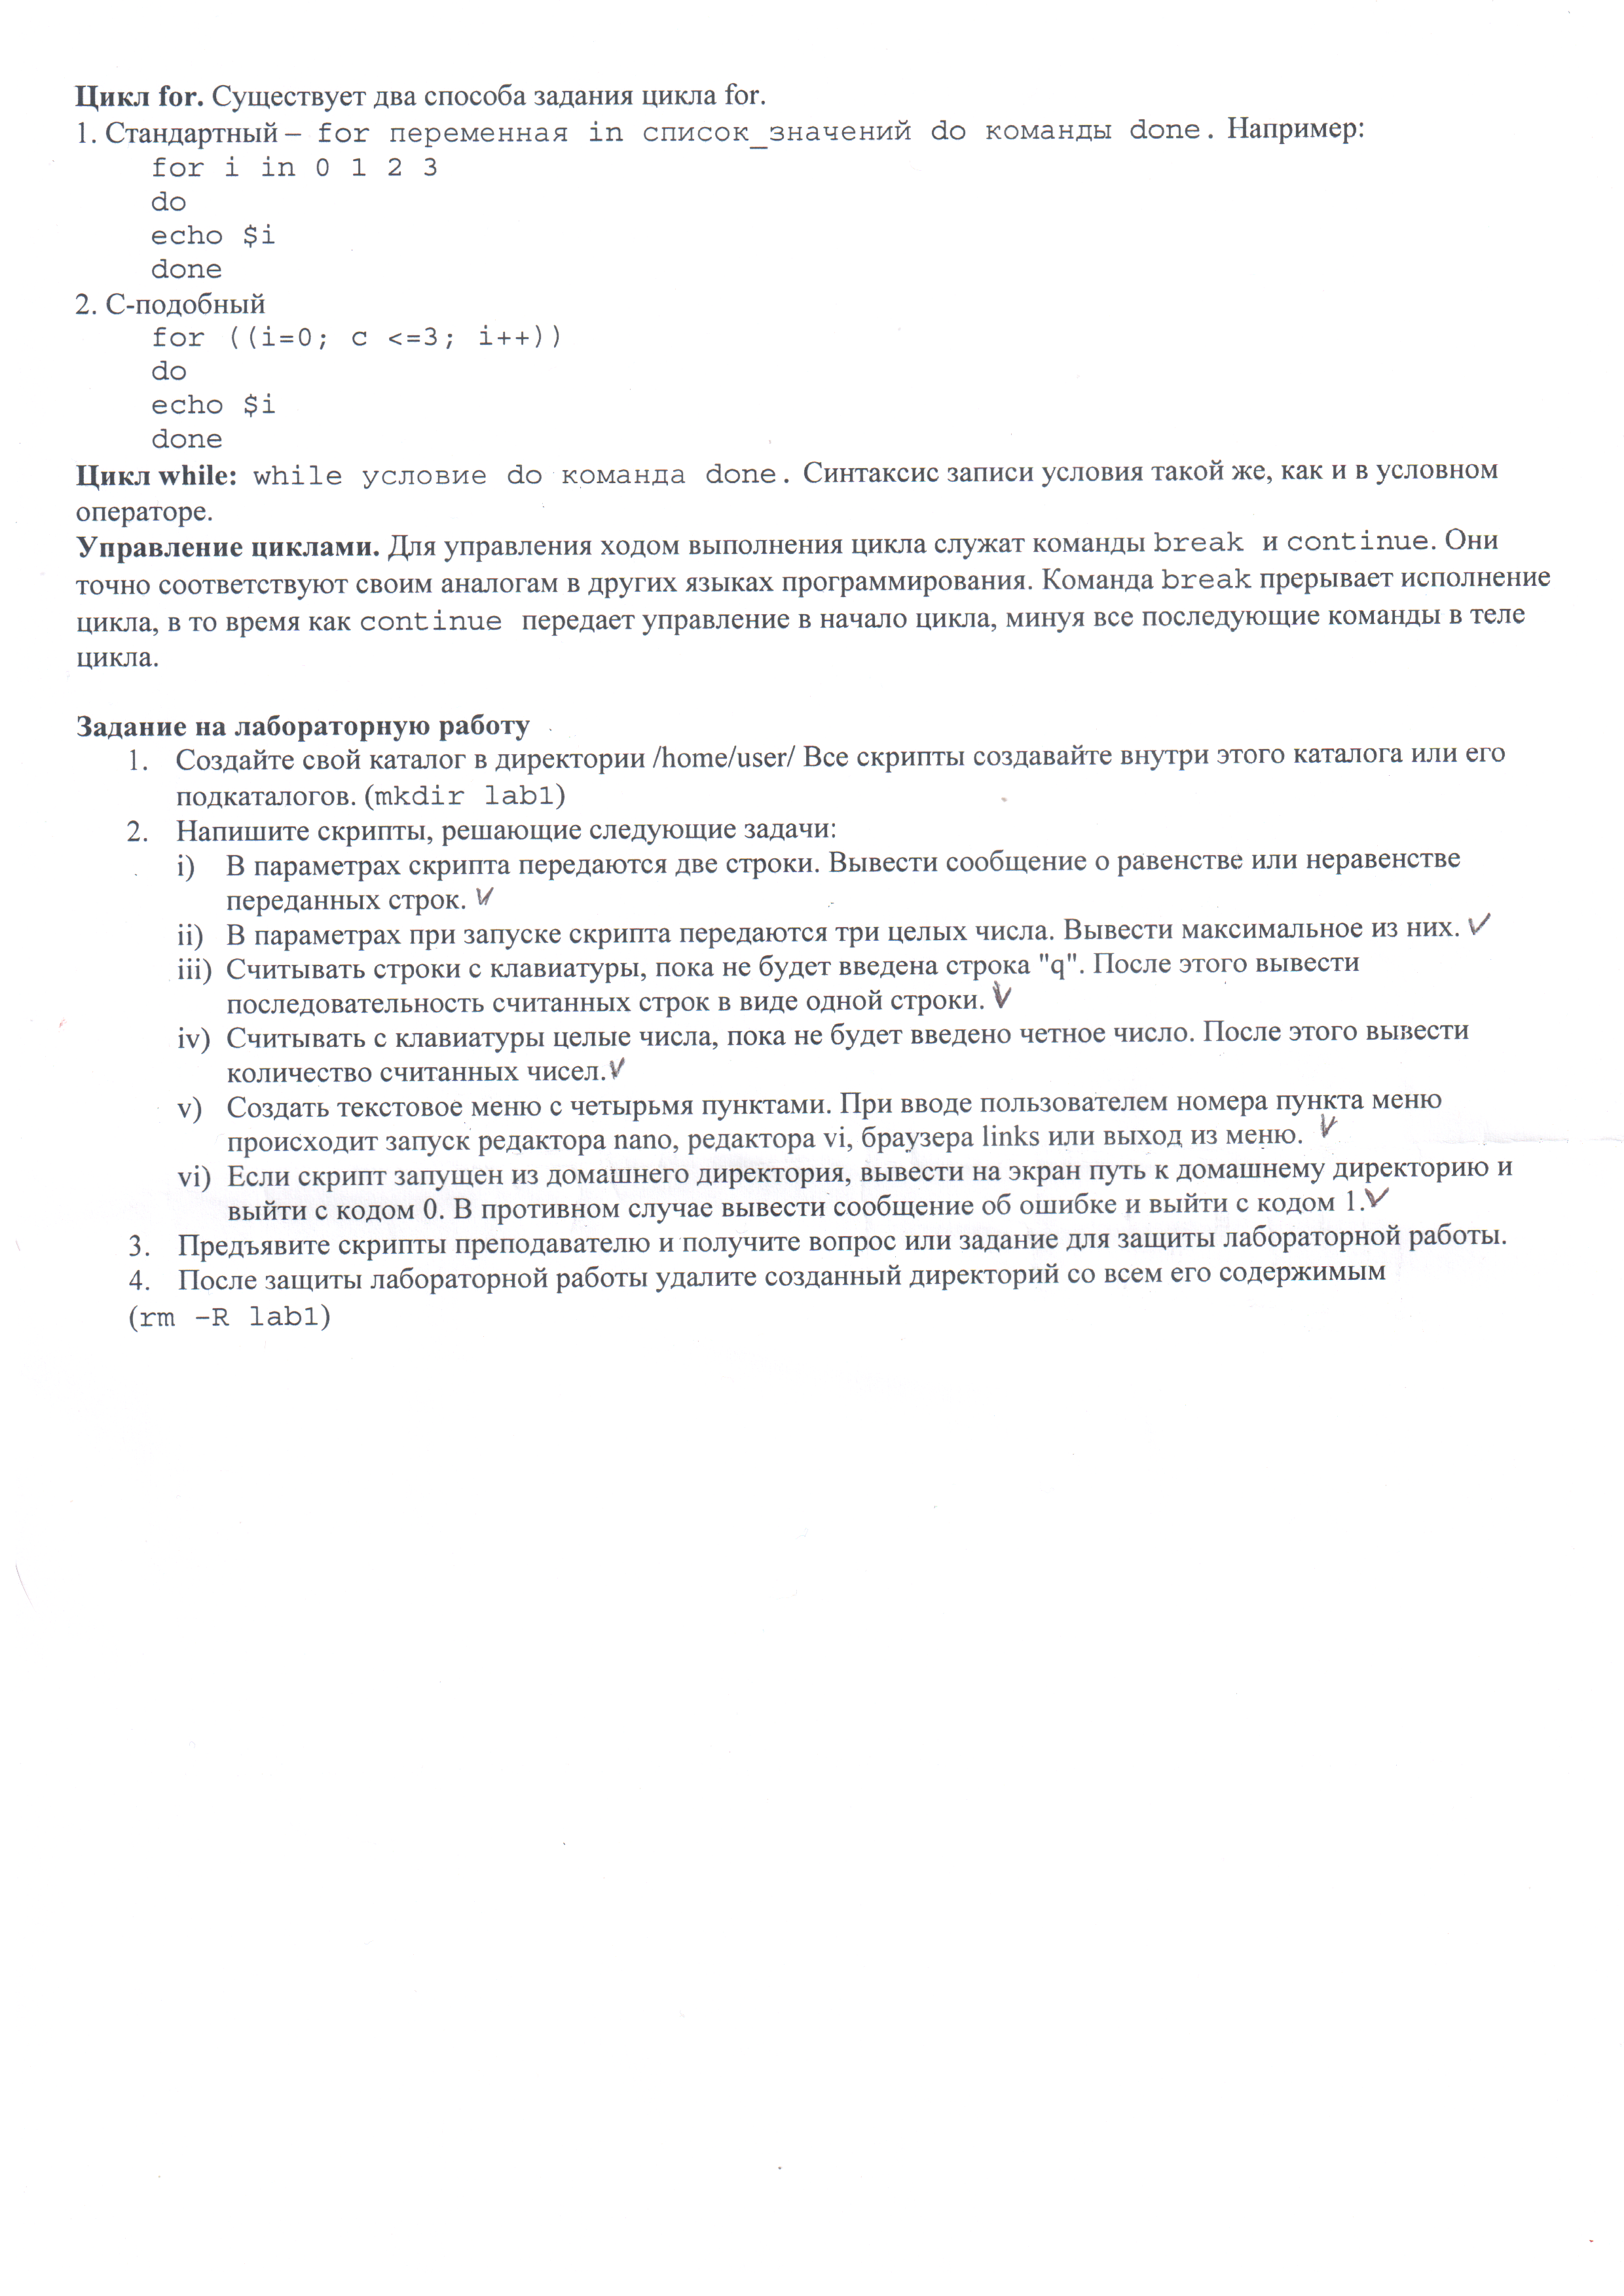 Цикл for. Существует два способа задания цикла for.
1. Стандартный – for переменная in список_значений do команды done. Например:
for i in 0 1 2 3
do
echo $i
done
2. С-подобный
for ((i=0; c <=3; i++))
do
echo $i
done
Цикл while: while условие do команда done. Синтаксис записи условия такой же, как и в условном
операторе.
Управление циклами. Для управления ходом выполнения цикла служат команды break и continue. Они
точно соответствуют своим аналогам в других языках программирования. Команда break прерывает исполнение
цикла, в то время как continue передает управление в начало цикла, минуя все последующие команды в теле
цикла.
Задание на лабораторную работу
1. Создайте свой каталог в директории /home/user/ Все скрипты создавайте внутри этого каталога или его
подкаталогов. (mkdir lab1)
2. Напишите скрипты, решающие следующие задачи:
i) В параметрах скрипта передаются две строки. Вывести сообщение о равенстве или неравенстве
переданных строк.
ii) В параметрах при запуске скрипта передаются три целых числа. Вывести максимальное из них.
iii) Считывать строки с клавиатуры, пока не будет введена строка "q". После этого вывести
последовательность считанных строк в виде одной строки.
iv) Считывать с клавиатуры целые числа, пока не будет введено четное число. После этого вывести
количество считанных чисел.
v) Создать текстовое меню с четырьмя пунктами. При вводе пользователем номера пункта меню
происходит запуск редактора nano, редактора vi, браузера links или выход из меню.
vi) Если скрипт запущен из домашнего директория, вывести на экран путь к домашнему директорию и
выйти с кодом 0. В противном случае вывести сообщение об ошибке и выйти с кодом 1.
3. Предъявите скрипты преподавателю и получите вопрос или задание для защиты лабораторной работы.
4. После защиты лабораторной работы удалите созданный директорий со всем его содержимым
(rm -R lab1)